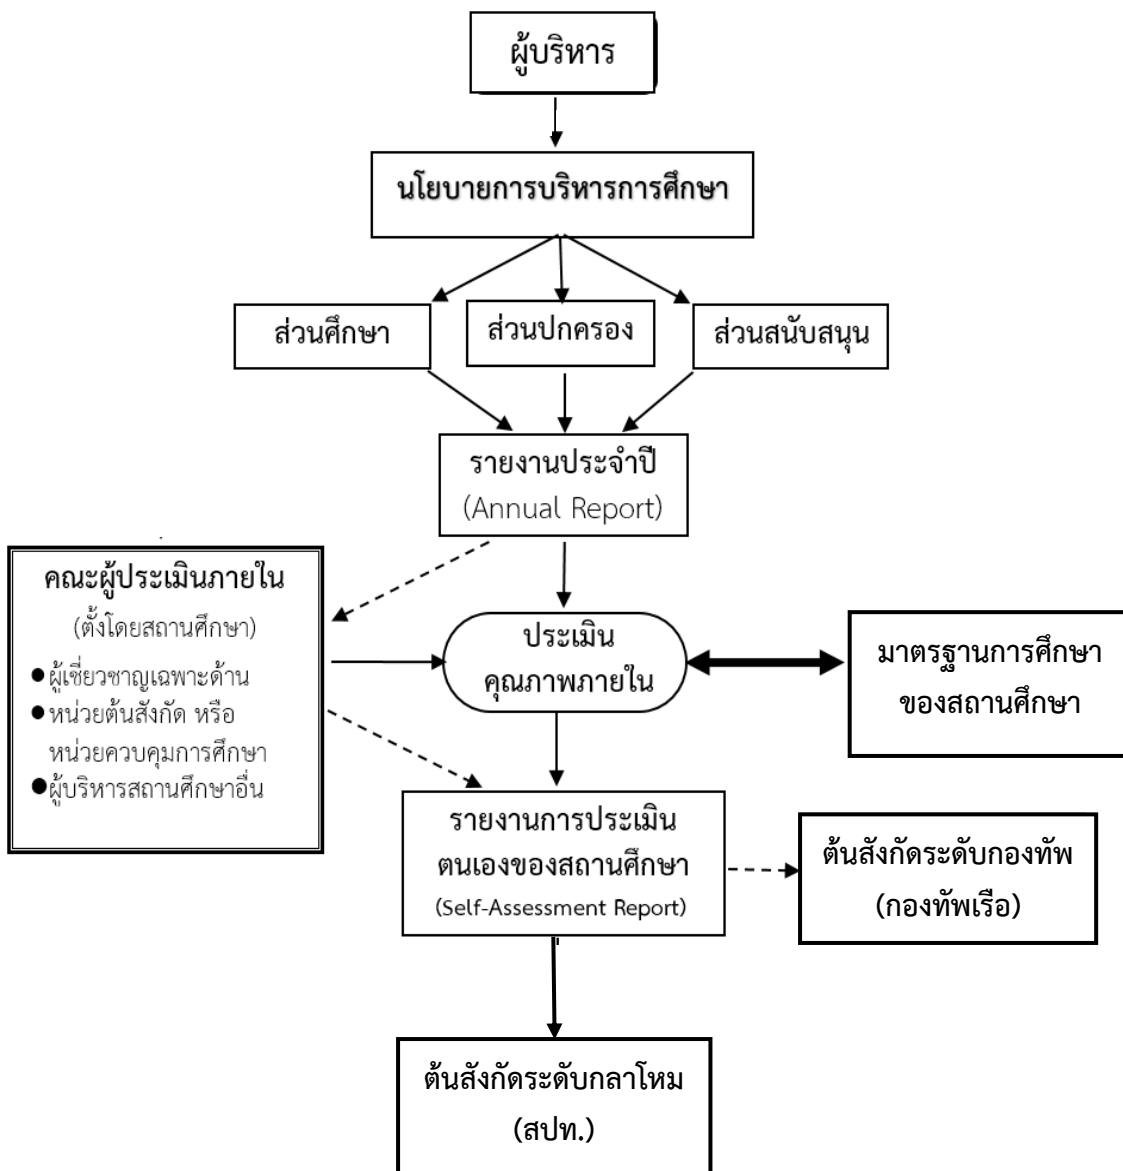 ผู้บริหาร
นโยบายการบริหารการศึกษา
ส่วนศึกษา
ส่วนปกครอง
ส่วนสนับสนุน
รายงานประจำปี
(Annual Report)
คณะผู้ประเมินภายใน
(ตั้งโดยสถานศึกษา)
●ผู้เชี่ยวชาญเฉพาะด้าน
●หน่วยต้นสังกัด หรือ
หน่วยควบคุมการศึกษา
●ผู้บริหารสถานศึกษาอื่น
ประเมิน
คุณภาพภายใน
มาตรฐานการศึกษา
ของสถานศึกษา
รายงานการประเมิน
ตนเองของสถานศึกษา
(Self-Assessment Report)
ต้นสังกัดระดับกองทัพ
(กองทัพเรือ)
ต้นสังกัดระดับกลาโหม
(สปท.)